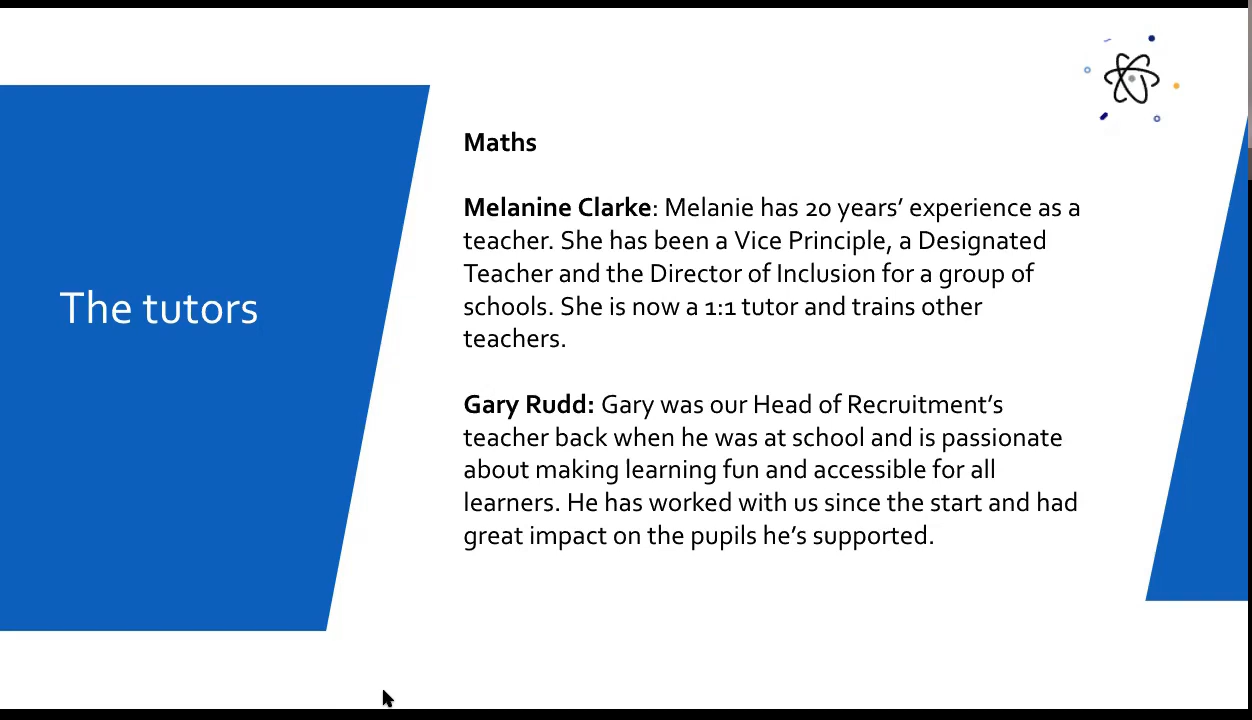 The tutors
Maths
Melanine Clarke: Melanie has 20 years’ experience as a
teacher. She has been a Vice Principle, a Designated
Teacher and the Director of Inclusion for a group of
schools. She is now a 1:1 tutor and trains other
teachers.
Gary Rudd: Gary was our Head of Recruitment’s
teacher back when he was at school and is passionate
about making learning fun and accessible for all
learners. He has worked with us since the start and had
great impact on the pupils he’s supported.